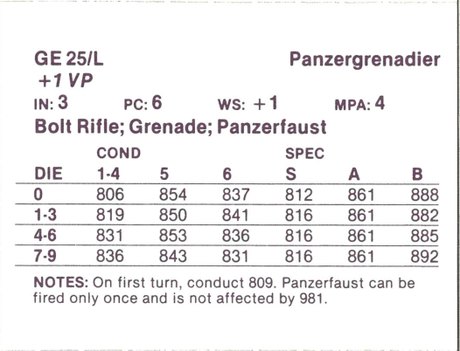 GE 25/L Panzergrenadier
+1 VP
IN: 3 PC: 6 WS: +1 MPA: 4
Bolt Rifle; Grenade; Panzerfaust
COND SPEC
DIE 1-4 5 6 S A B
0 806 854 837 812 861 888
1-3 819 850 841 816 861 882
4-6 831 853 836 816 861 885
7-9 836 843 831 816 861 892
NOTES: On first turn, conduct 809. Panzerfaust can be
fired only once and is not affected by 981.